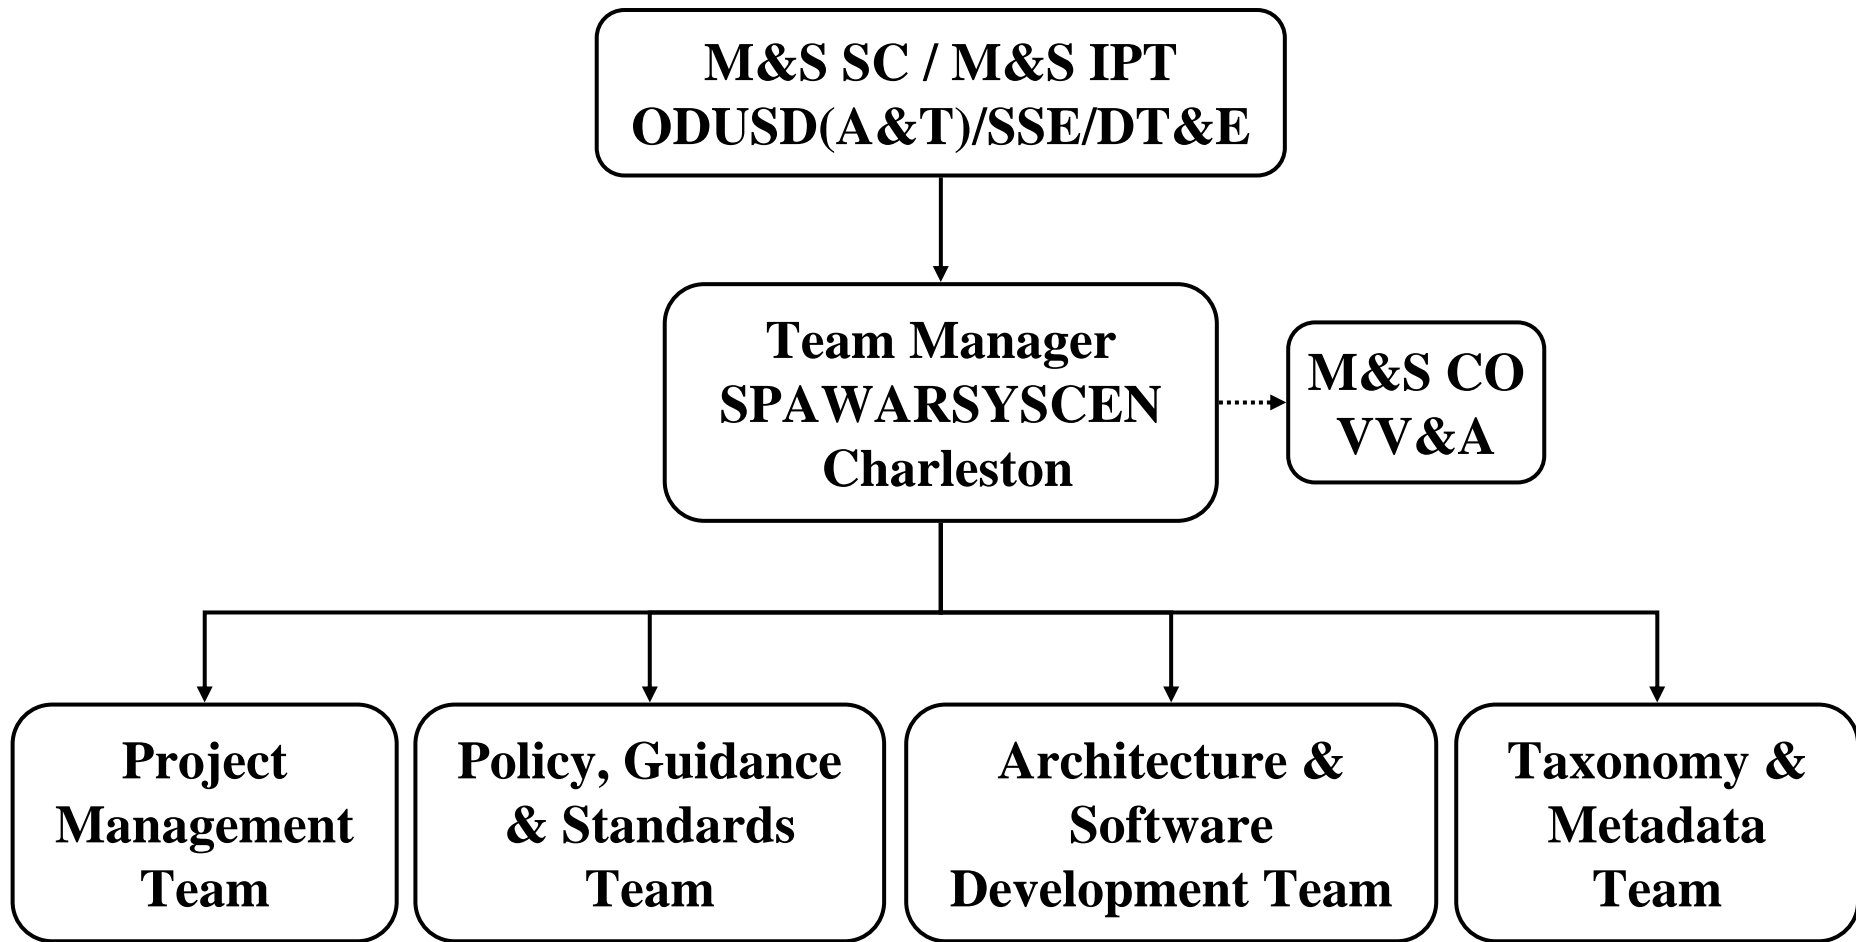 M&S SC / M&S IPT
ODUSD(A&T)/SSE/DT&E
Team Manager
SPAWARSYSCEN
Charleston
M&S CO
VV&A
Project
Management
Team
Policy, Guidance
& Standards
Team
Architecture &
Software
Development Team
Taxonomy &
Metadata
Team